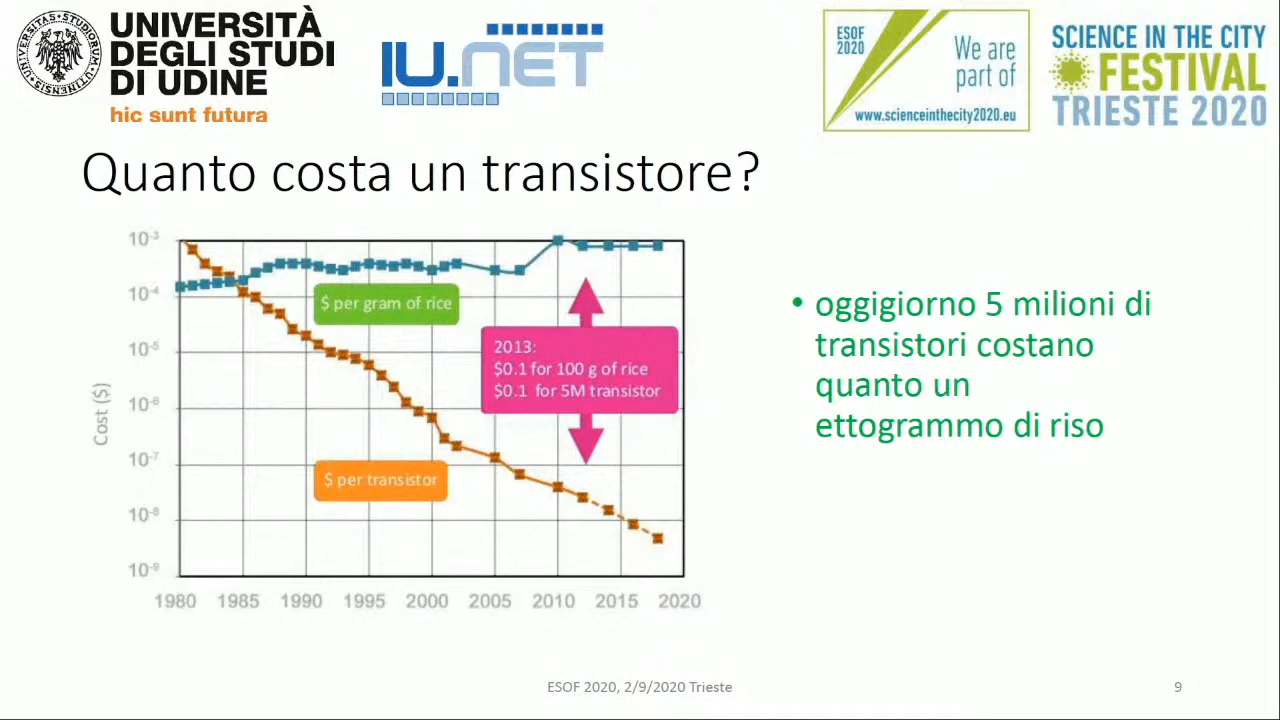 UNIVERSITÀ
DEGLI STUDI
DI UDINE
hic sunt futura
IU.NET
ESOF
2020
We are
part of
www.scienceinthecity2020.eu
SCIENCE IN THE CITY
FESTIVAL
TRIESTE 2020
Quanto costa un transistore?
Cost ($)
10-3
10-4
10-5
10-6
10-7
10-8
10-9
1980 1985 1990 1995 2000 2005 2010 2015 2020
$ per gram of rice
2013:
$0.1 for 100 g of rice
$0.1 for 5M transistor
$ per transistor
• oggigiorno 5 milioni di
transistori costano
quanto un
ettogrammo di riso
ESOF 2020, 2/9/2020 Trieste
9